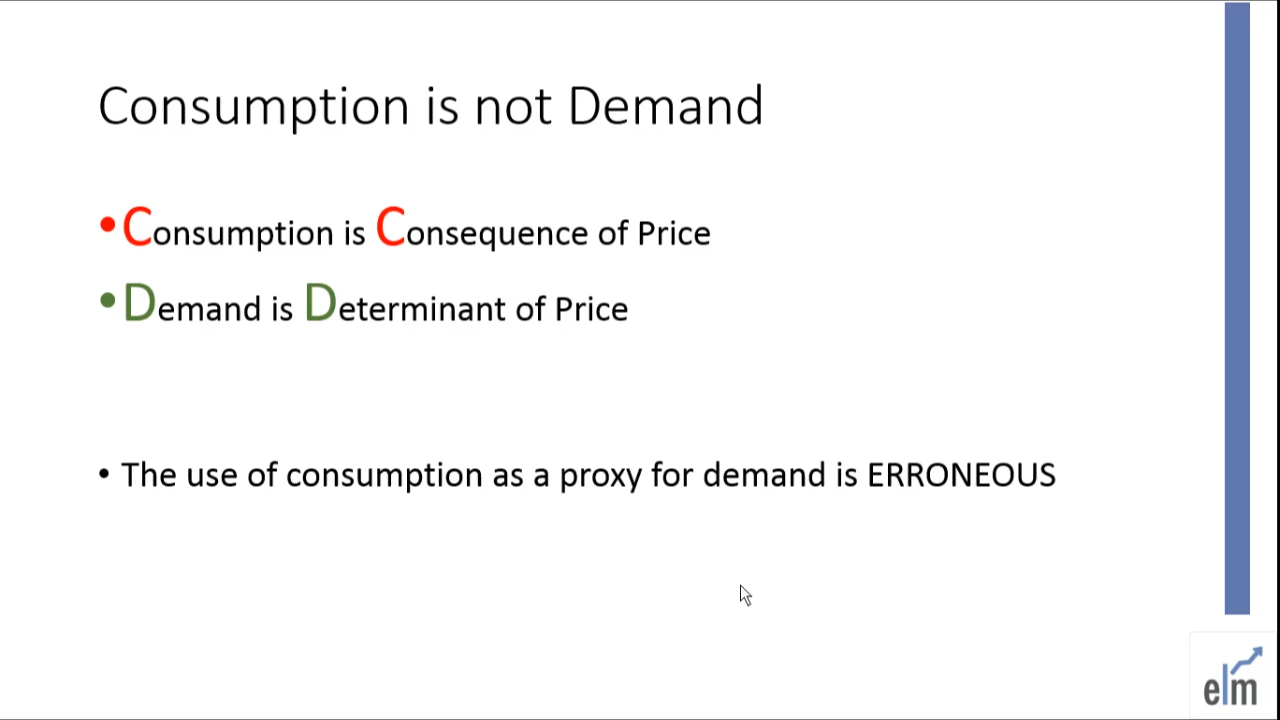 Consumption is not Demand
•Consumption is Consequence of Price
•Demand is Determinant of Price
• The use of consumption as a proxy for demand is ERRONEOUS
elm